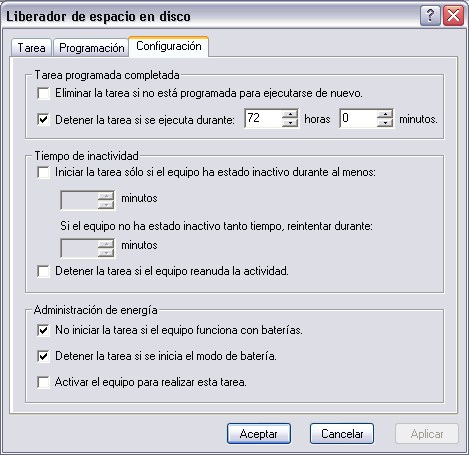 Liberador de espacio en disco
Tarea Programación Configuración
Tarea programada completada
Eliminar la tarea si no está programada para ejecutarse de nuevo.
Detener la tarea si se ejecuta durante: 72 horas 0 minutos.
Tiempo de inactividad
Iniciar la tarea sólo si el equipo ha estado inactivo durante al menos:
minutos
Si el equipo no ha estado inactivo tanto tiempo, reintentar durante:
minutos
Detener la tarea si el equipo reanuda la actividad.
Administración de energía
No iniciar la tarea si el equipo funciona con baterías.
Detener la tarea si se inicia el modo de batería.
Activar el equipo para realizar esta tarea.
Aceptar Cancelar Aplicar